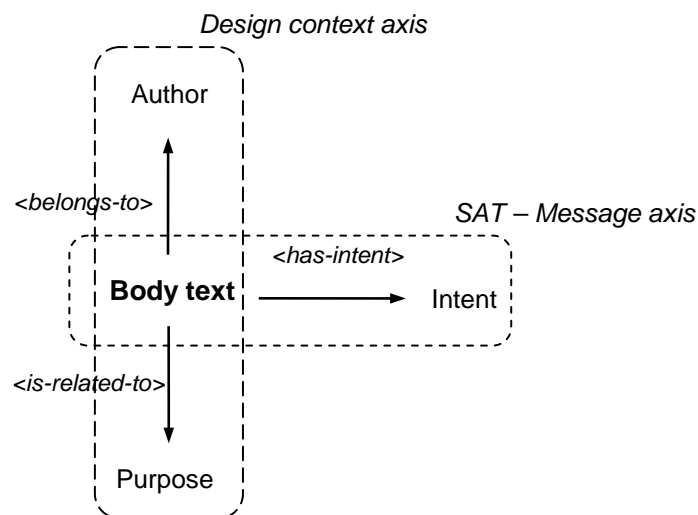 Design context axis
Author
<belongs-to>
SAT – Message axis
<has-intent>
Body text
Intent
<is-related-to>
Purpose